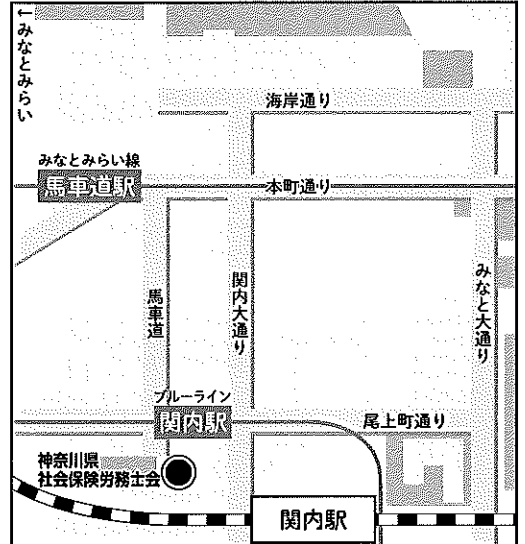 ←みなとみらい
海岸通り
みなとみらい線
馬車道駅
本町通り
馬車道
関内大通り
みなと大通り
ブルーライン
関内駅
尾上町通り
神奈川県
社会保険労務士会
関内駅